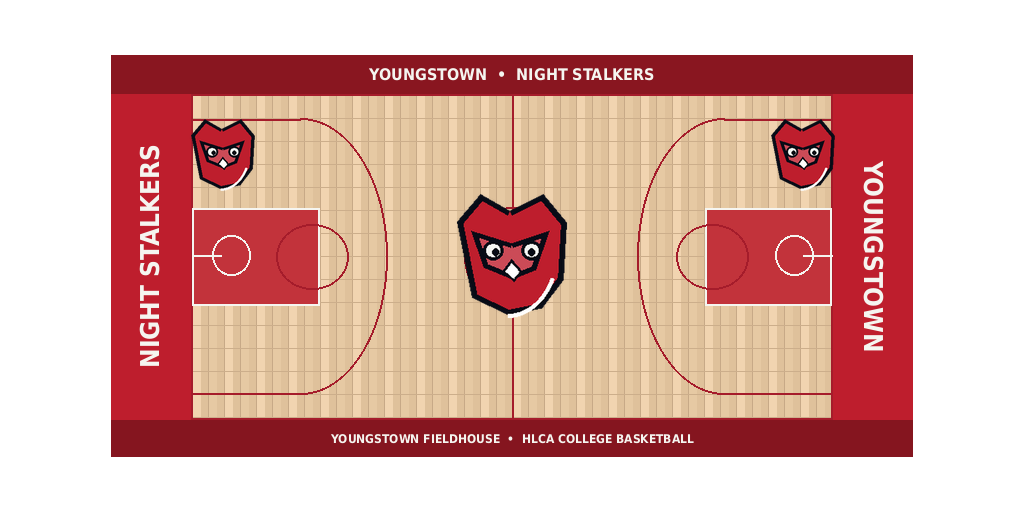 YOUNGSTOWN • NIGHT STALKERS
NIGHT STALKERS
YOUNGSTOWN
YOUNGSTOWN FIELDHOUSE • HLCA COLLEGE BASKETBALL